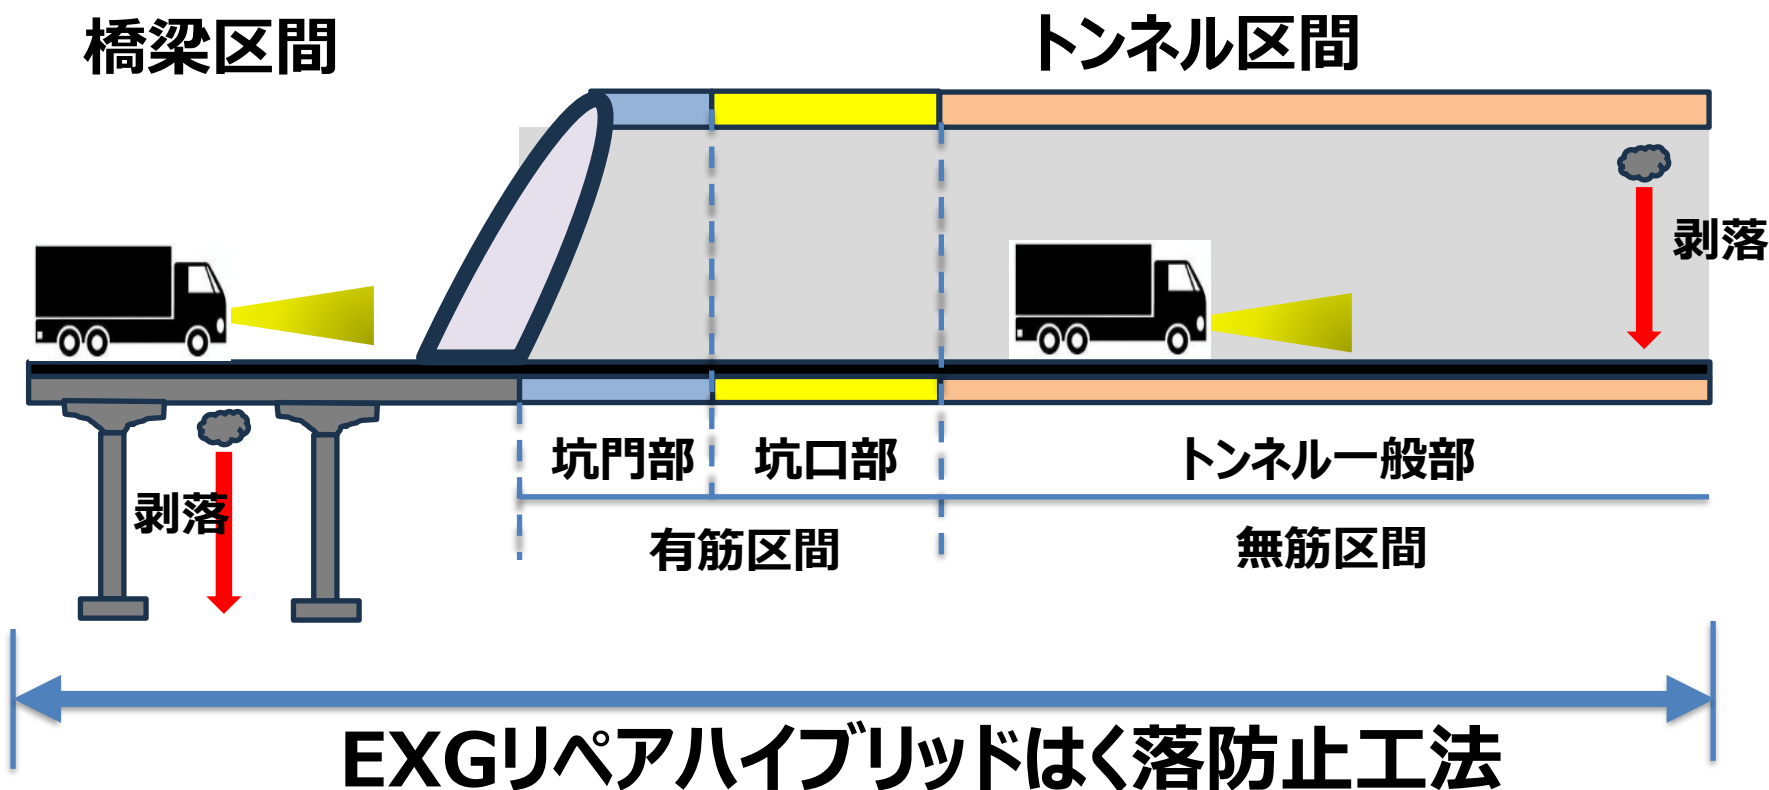 橋梁区間
トンネル区間
剥落
坑門部
坑口部
トンネル一般部
剥落
有筋区間
無筋区間
EXGリペアハイブリッドはく落防止工法